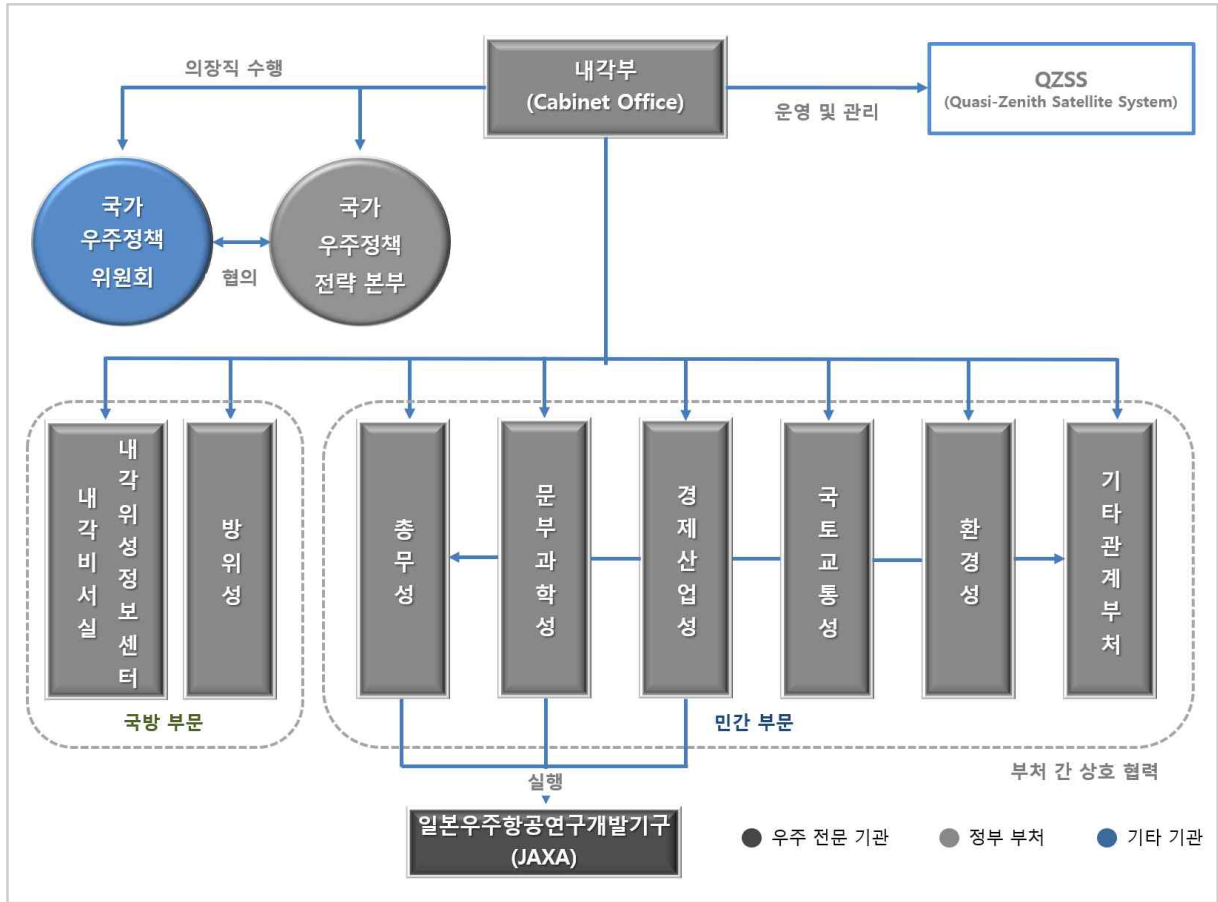 내각부
(Cabinet Office)
의장직 수행
운영 및 관리
QZSS
(Quasi-Zenith Satellite System)
국가
우주정책
위원회
협의
국가
우주정책
전략 본부
내각비서실
내각위성정보센터
방위성
총무성
문부과학성
경제산업성
국토교통성
환경성
기타관계부처
국방 부문
민간 부문
부처 간 상호 협력
실행
일본우주항공연구개발기구
(JAXA)
우주 전문 기관
정부 부처
기타 기관